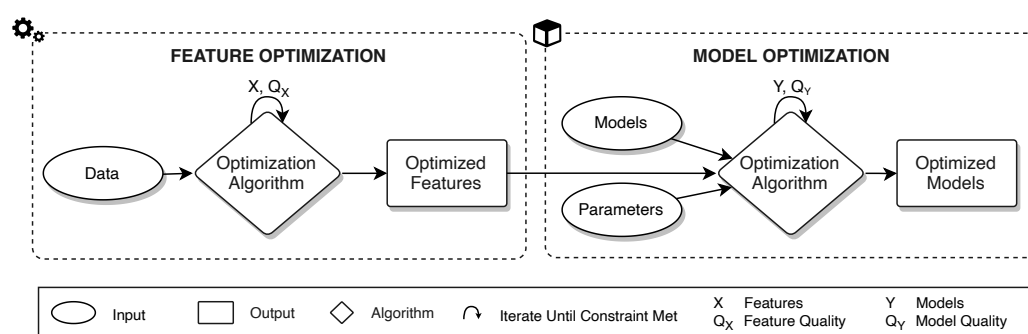 FEATURE OPTIMIZATION
X, Q_X
Data
Optimization
Algorithm
Optimized
Features
MODEL OPTIMIZATION
Y, Q_Y
Models
Parameters
Optimization
Algorithm
Optimized
Models
Input
Output
Algorithm
Iterate Until Constraint Met
X Features
Q_X Feature Quality
Y Models
Q_Y Model Quality